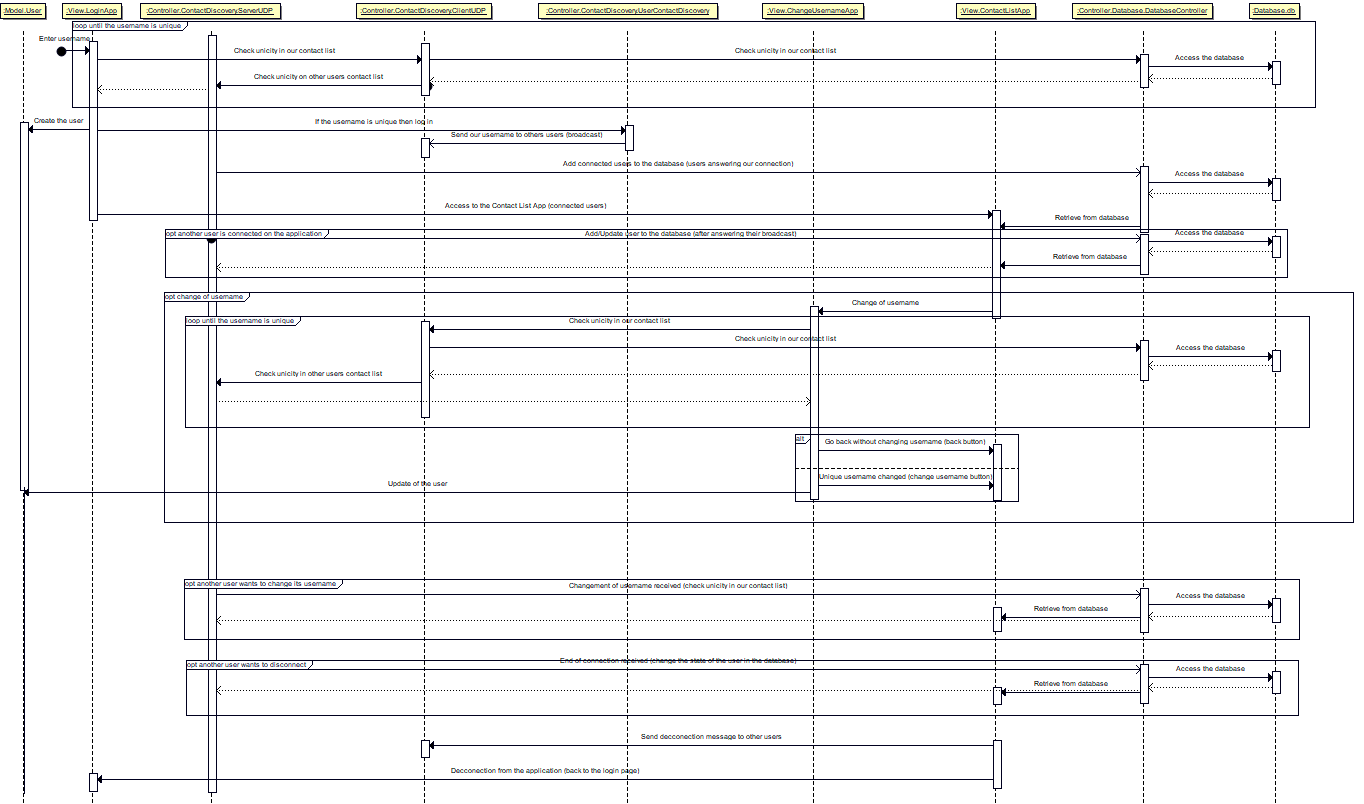 :Model.User
:View.LoginApp
:Controller.ContactDiscovery.ServerUDP
:Controller.ContactDiscovery.ClientUDP
:Controller.ContactDiscovery.UserContactDiscovery
:View.ChangeUsernameApp
:View.ContactListApp
:Controller.Database.DatabaseController
:Database.db
loop until the username is unique
Enter username
Check unicity in our contact list
Check unicity in our contact list
Access the database
Check unicity on other users contact list
Create the user
If the username is unique then log in
Send our username to others users (broadcast)
Add connected users to the database (users answering our connection)
Access the database
Access to the Contact List App (connected users)
Retrieve from database
opt another user is connected on the application
Add/Update user to the database (after answering their broadcast)
Access the database
Retrieve from database
opt change of username
Change of username
loop until the username is unique
Check unicity in our contact list
Check unicity in our contact list
Access the database
Check unicity in other users contact list
alt
Go back without changing username (back button)
Unique username changed (change username button)
Update of the user
opt another user wants to change its username
Changement of username received (check unicity in our contact list)
Access the database
Retrieve from database
opt another user wants to disconnect
End of connection received (change the state of the user in the database)
Access the database
Retrieve from database
Send decconection message to other users
Decconection from the application (back to the login page)